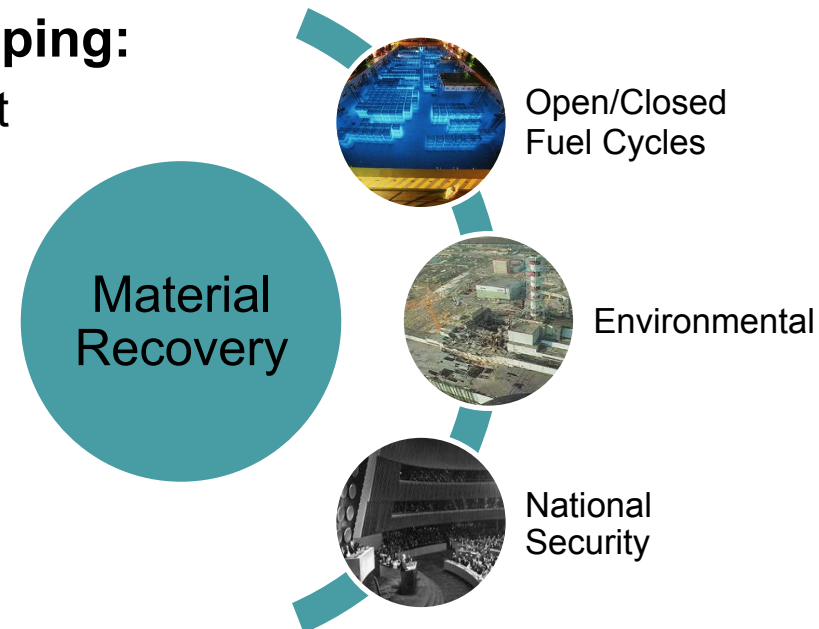 ping:
t
Open/Closed
Fuel Cycles
Material
Recovery
Environmental
National
Security